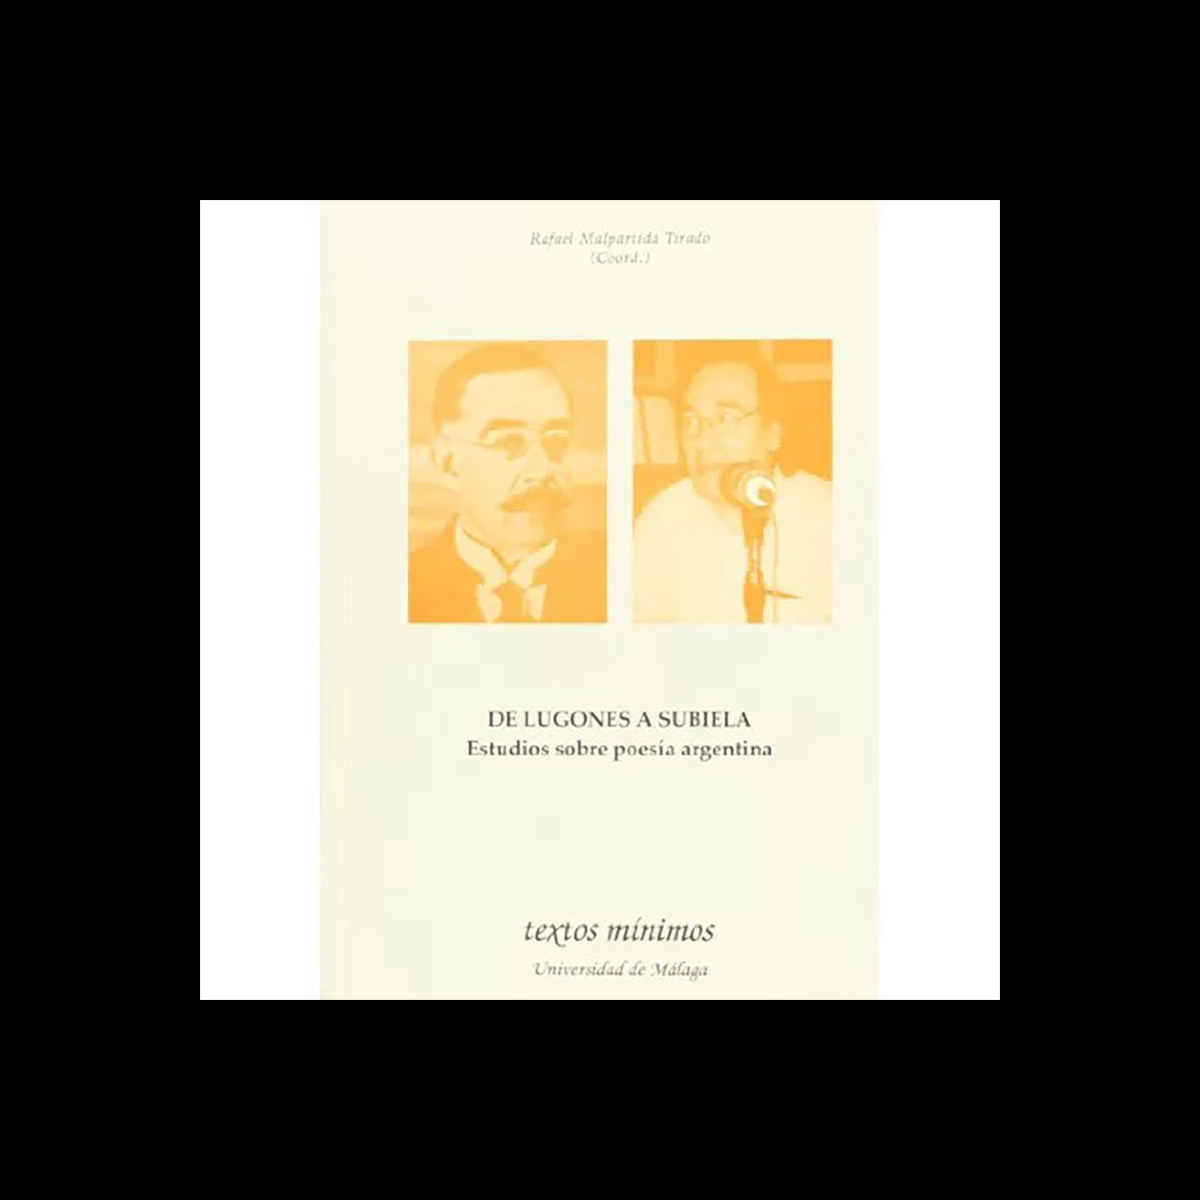 Rafael Malpartida Tirado
(Coord.)
DE LUGONES A SUBIELA
Estudios sobre poesía argentina
textos mínimos
Universidad de Málaga